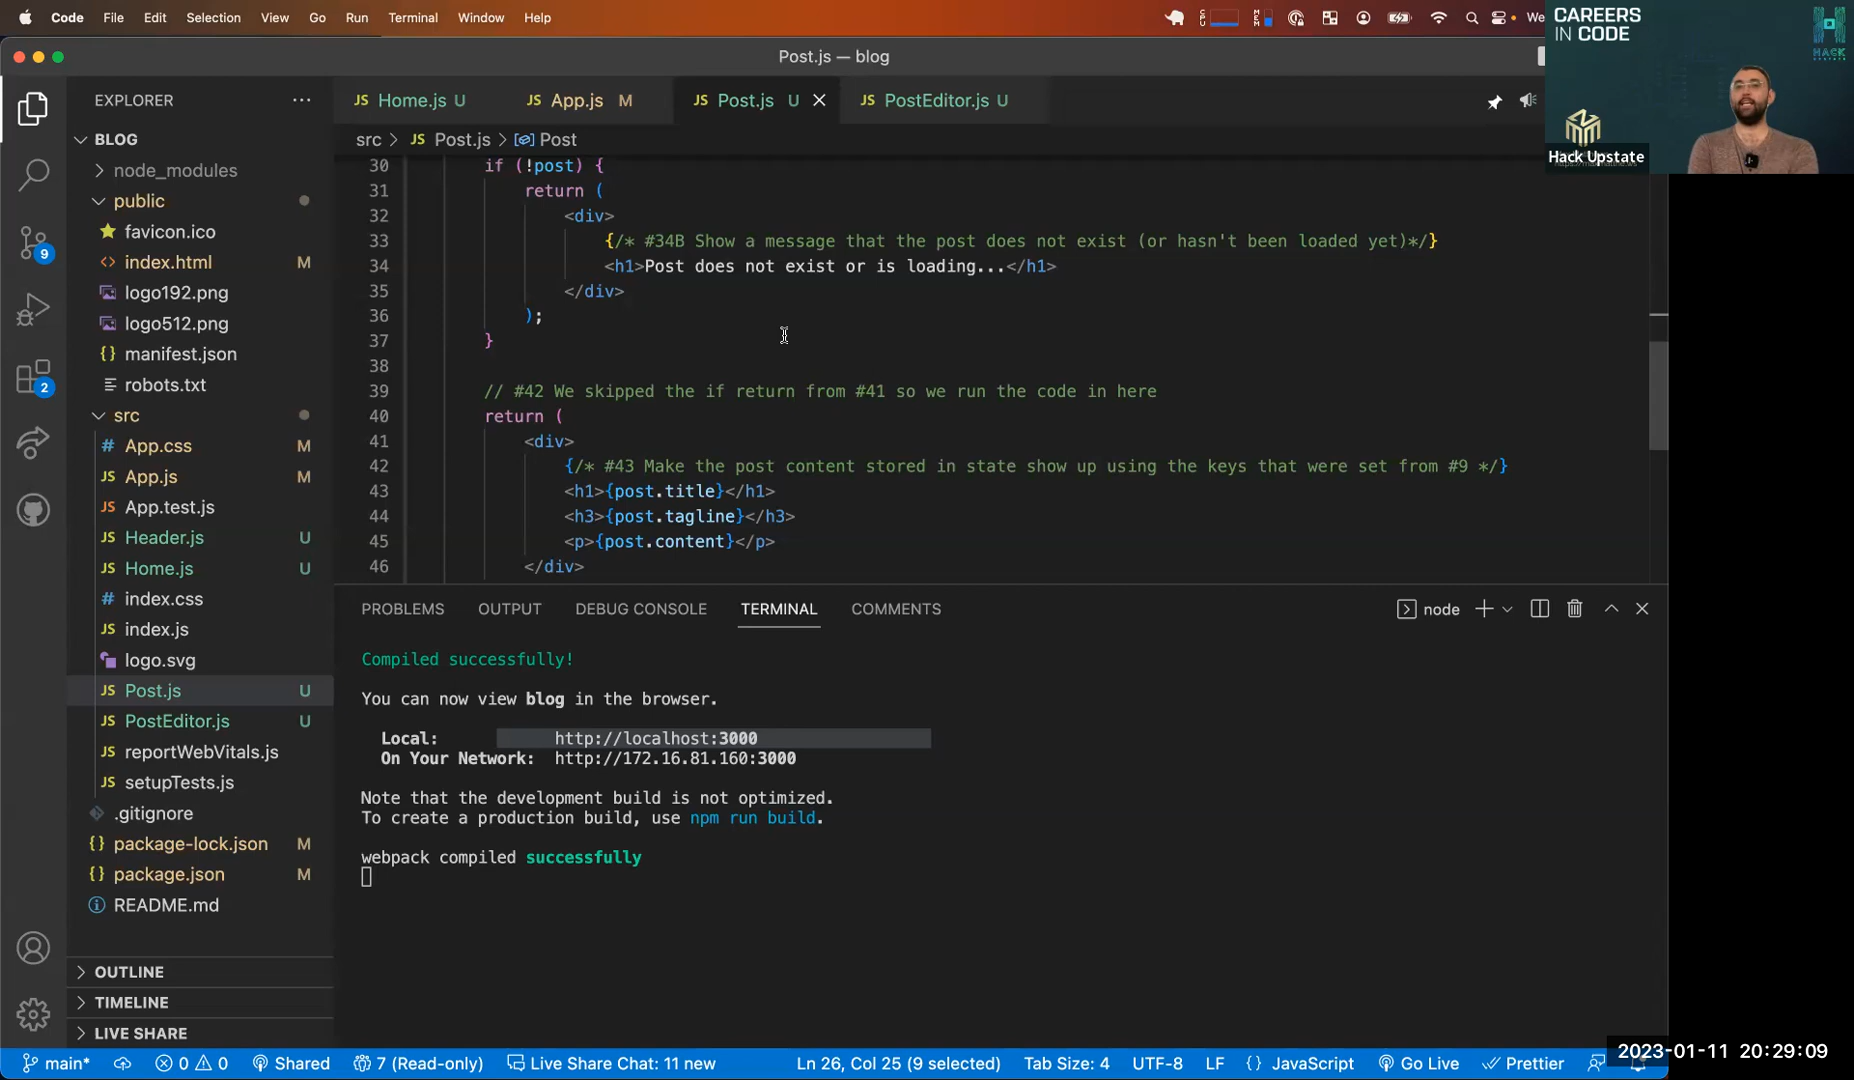 Code File Edit Selection View Go Run Terminal Window Help
CPU MEM We
CAREERS
IN CODE
HACK
UPSTATE
Hack Upstate
Post.js — blog
EXPLORER ···
Home.js U App.js M Post.js U PostEditor.js U
src > Post.js > Post
BLOG
node_modules
public
favicon.ico
index.html M
logo192.png
logo512.png
manifest.json
robots.txt
src
App.css M
App.js M
App.test.js
Header.js U
Home.js U
index.css
index.js
logo.svg
Post.js U
PostEditor.js U
reportWebVitals.js
setupTests.js
.gitignore
package-lock.json M
package.json M
README.md
OUTLINE
TIMELINE
LIVE SHARE
9
2
30 if (!post) {
31 return (
32 <div>
33 {/* #34B Show a message that the post does not exist (or hasn't been loaded yet)*/}
34 <h1>Post does not exist or is loading...</h1>
35 </div>
36 );
37 }
38
39 // #42 We skipped the if return from #41 so we run the code in here
40 return (
41 <div>
42 {/* #43 Make the post content stored in state show up using the keys that were set from #9 */}
43 <h1>{post.title}</h1>
44 <h3>{post.tagline}</h3>
45 <p>{post.content}</p>
46 </div>
PROBLEMS OUTPUT DEBUG CONSOLE TERMINAL COMMENTS node
Compiled successfully!
You can now view blog in the browser.
Local: http://localhost:3000
On Your Network: http://172.16.81.160:3000
Note that the development build is not optimized.
To create a production build, use npm run build.
webpack compiled successfully
main* 0 0 Shared 7 (Read-only) Live Share Chat: 11 new Ln 26, Col 25 (9 selected) Tab Size: 4 UTF-8 LF {} JavaScript Go Live Prettier
2023-01-11 20:29:09